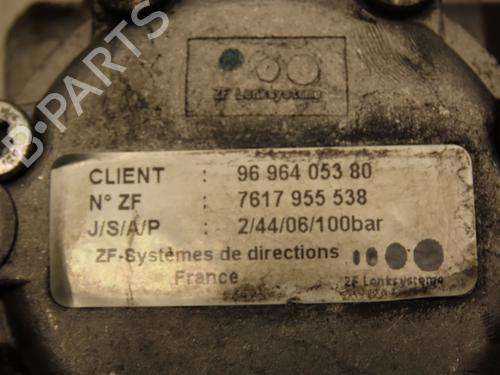 B-PARTS
ZF Lenksysteme
CLIENT : 96 964 053 80
N° ZF : 7617 955 538
J/S/A/P : 2/44/06/100bar
ZF-Systèmes de directions
France
ZF Lenksysteme